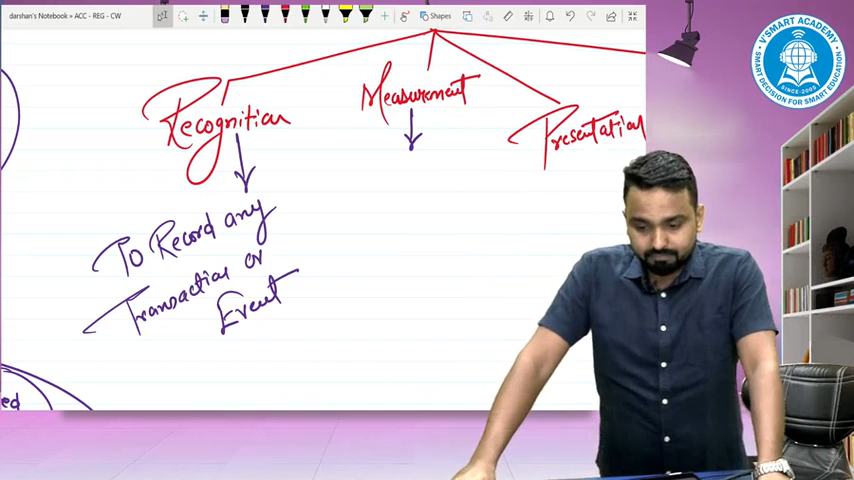 darshan's Notebook » ACC - REG - CW
Shapes
V'SMART ACADEMY
SINCE-2005
SMART DECISION FOR SMART EDUCATION
Recognition
Measurement
Presentation
To Record any
Transaction or
Event
ed